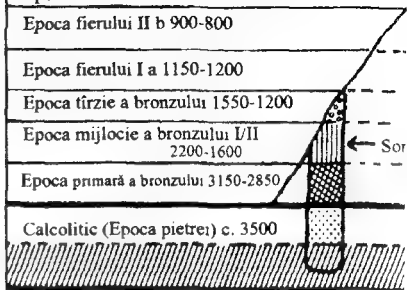 Epoca fierului II b 900-800
Epoca fierului I a 1150-1200
Epoca tîrzie a bronzului 1550-1200
Epoca mijlocie a bronzului I/II
2200-1600
Epoca primară a bronzului 3150-2850
Calcolitic (Epoca pietrei) c. 3500